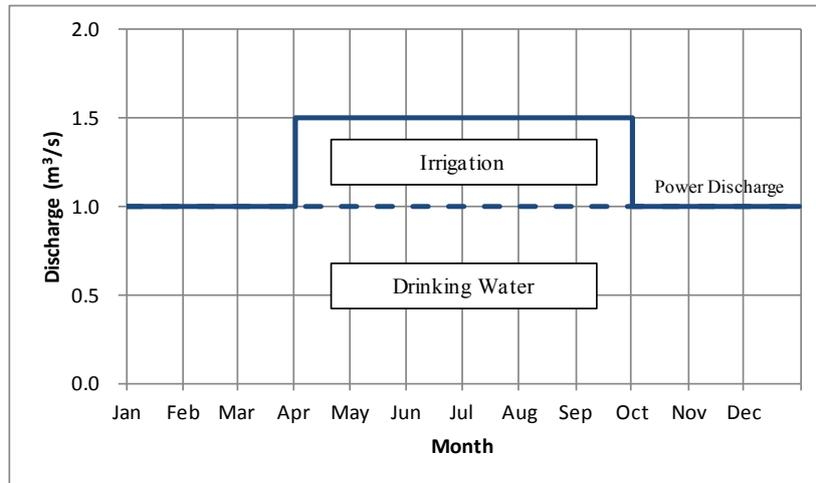 2.0
1.5
Irrigation
Power Discharge
1.0
Drinking Water
0.5
0.0
Discharge (m³/s)
Jan Feb Mar Apr May Jun Jul Aug Sep Oct Nov Dec
Month